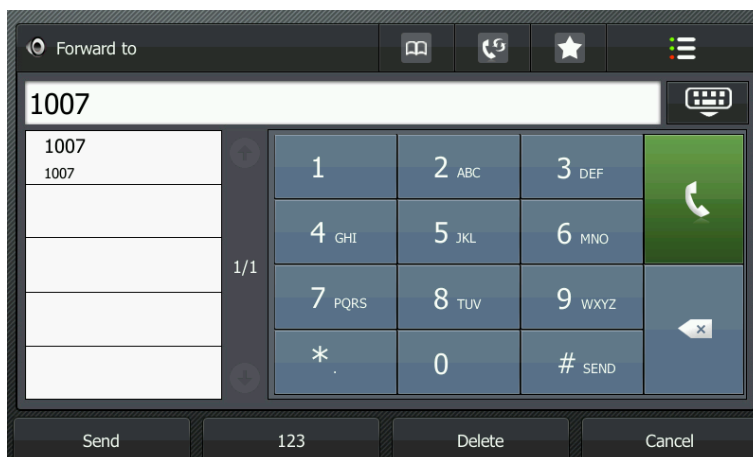 Forward to
1007
1007
1007
1/1
1 2 ABC 3 DEF
4 GHI 5 JKL 6 MNO
7 PQRS 8 TUV 9 WXYZ
* . 0 # SEND
Send 123 Delete Cancel